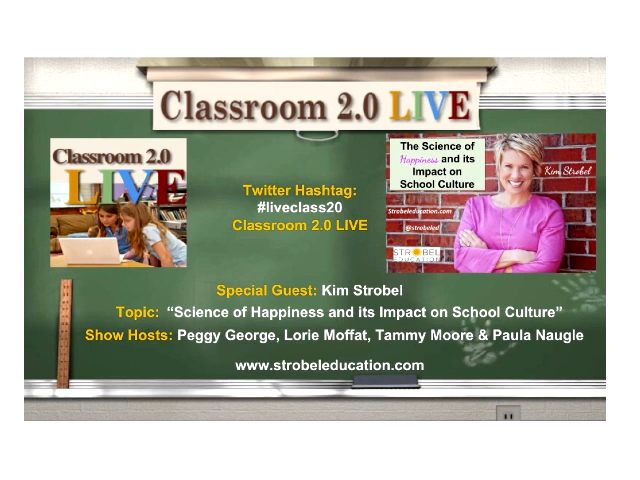 Classroom 2.0 LIVE
Classroom 2.0
LIVE
Twitter Hashtag:
#liveclass20
Classroom 2.0 LIVE
The Science of
Happiness and its
Impact on
School Culture
Kim Strobel
Strobeleducation.com
@strobeled
STROBEL
EDUCATION
Special Guest: Kim Strobel
Topic: “Science of Happiness and its Impact on School Culture”
Show Hosts: Peggy George, Lorie Moffat, Tammy Moore & Paula Naugle
www.strobeleducation.com